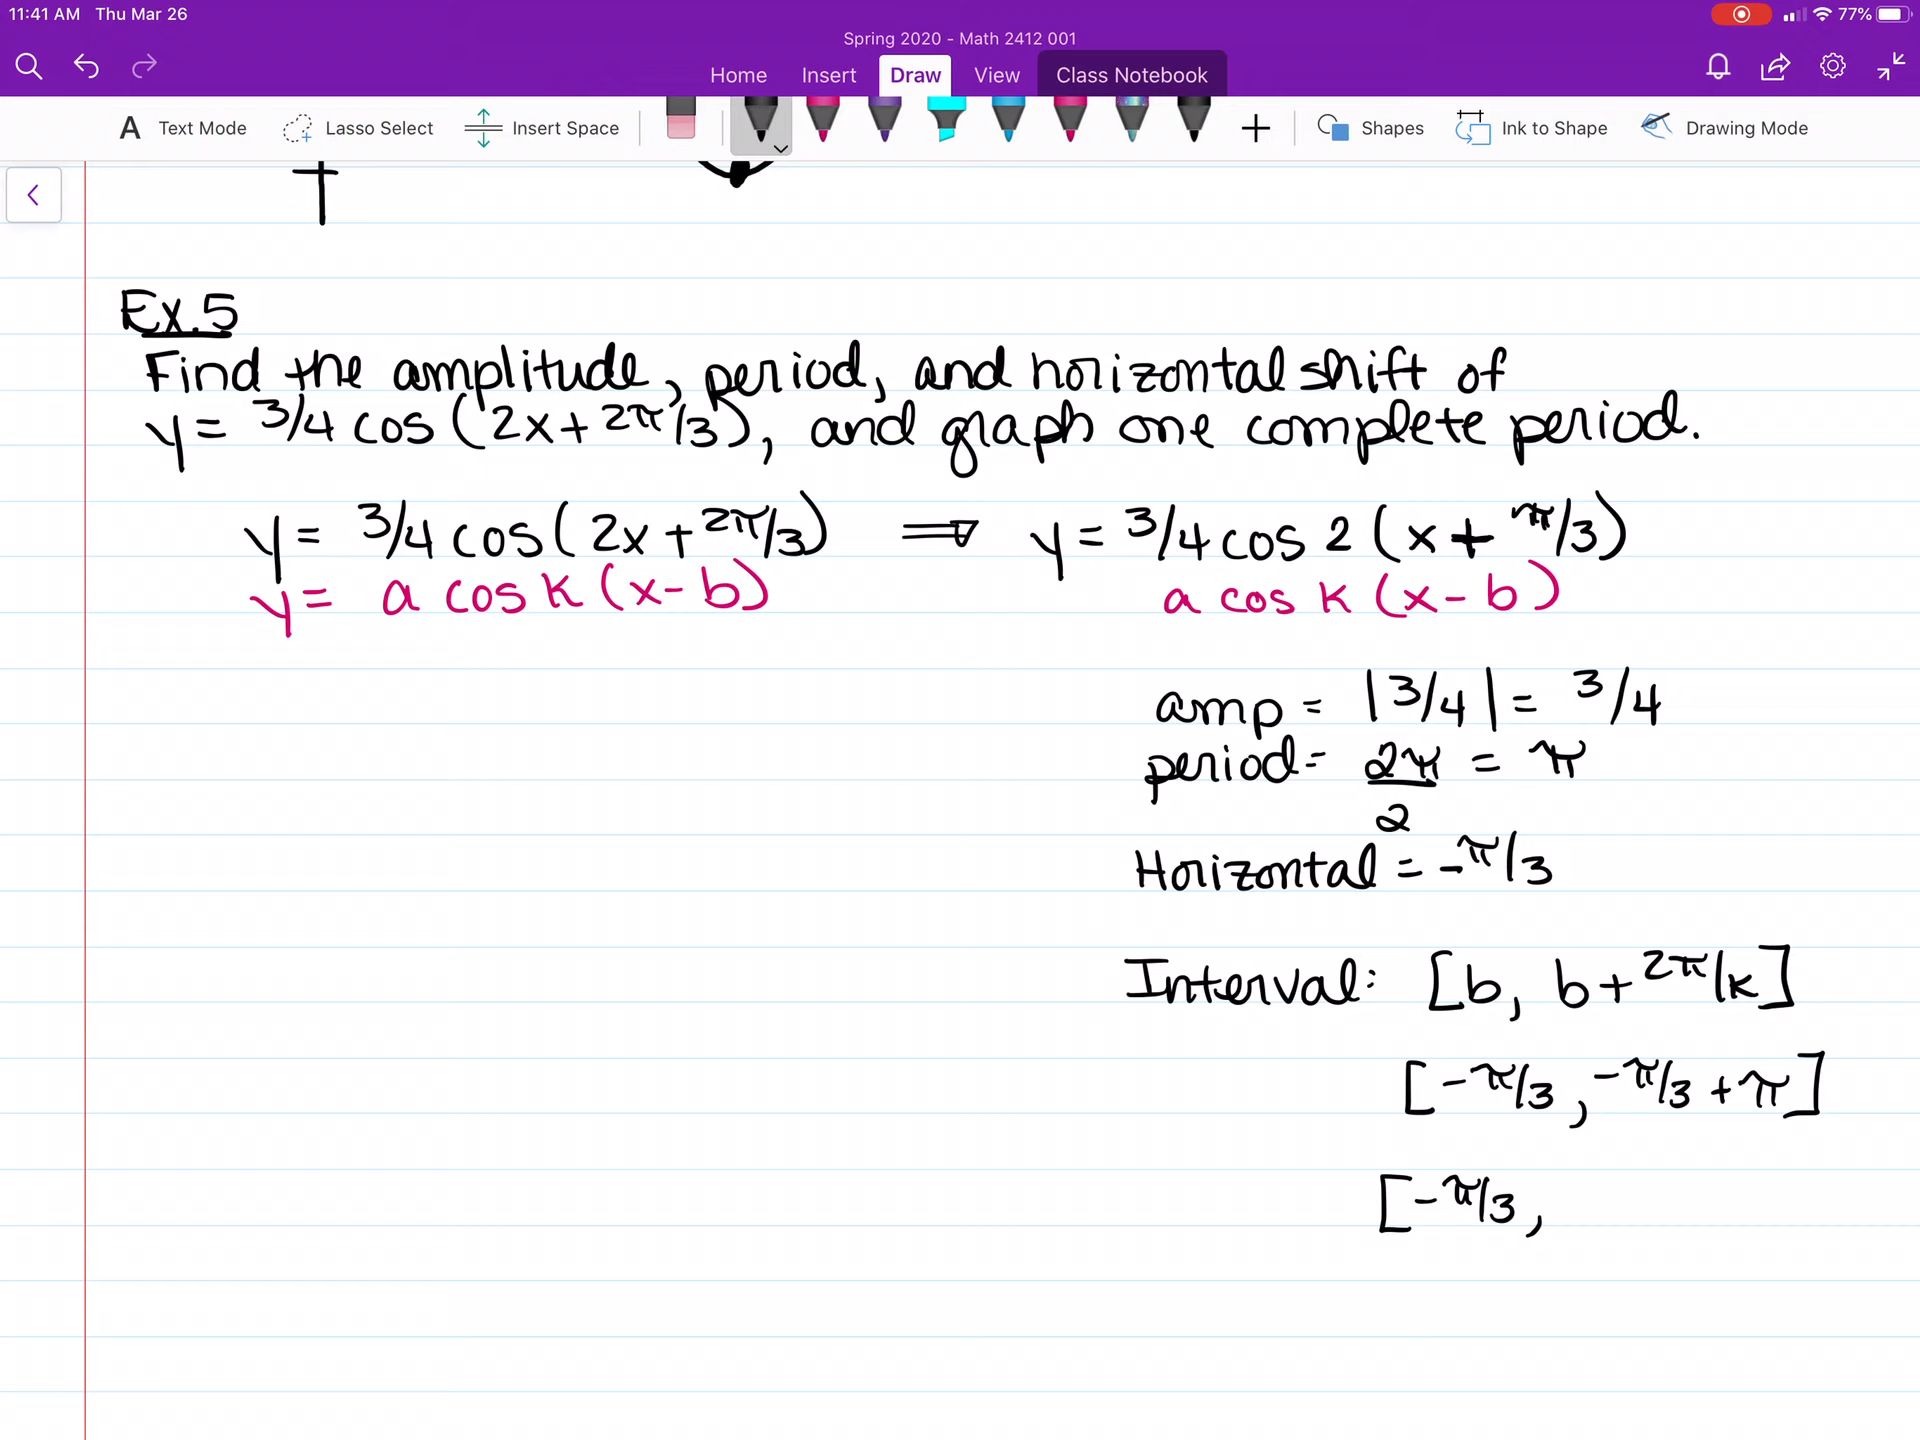 11:41 AM Thu Mar 26
77%
Spring 2020 - Math 2412 001
Home Insert Draw View Class Notebook
A Text Mode Lasso Select Insert Space Shapes Ink to Shape Drawing Mode
Ex.5
Find the amplitude, period, and horizontal shift of
y = 3/4 cos (2x + 2π/3), and graph one complete period.
y = 3/4 cos (2x + 2π/3) ⇒ y = 3/4 cos 2 (x + π/3)
y = a cos k (x - b) a cos k (x - b)
amp = |3/4| = 3/4
period = 2π/2 = π
Horizontal = -π/3
Interval: [b, b + 2π/k]
[-π/3, -π/3 + π]
[-π/3,